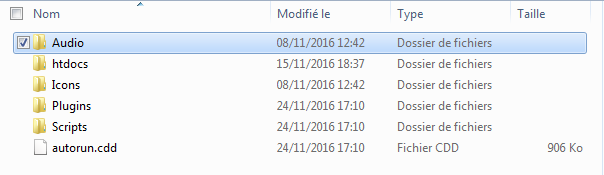 Nom Modifié le Type Taille
Audio 08/11/2016 12:42 Dossier de fichiers
htdocs 15/11/2016 18:37 Dossier de fichiers
Icons 08/11/2016 12:42 Dossier de fichiers
Plugins 24/11/2016 17:10 Dossier de fichiers
Scripts 24/11/2016 17:10 Dossier de fichiers
autorun.cdd 24/11/2016 17:10 Fichier CDD 906 Ko